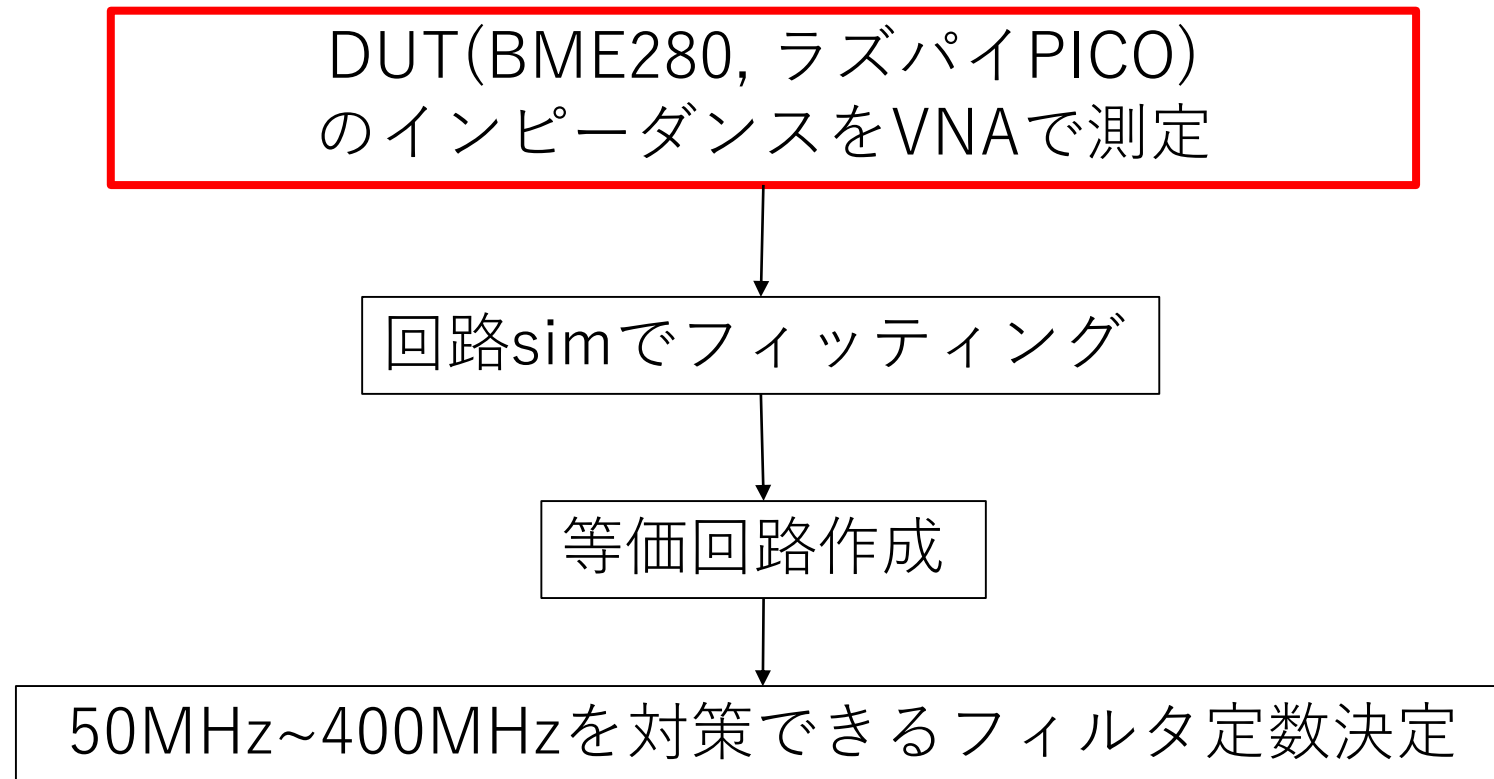 DUT(BME280, ラズパイPICO)
のインピーダンスをVNAで測定
回路simでフィッティング
等価回路作成
50MHz~400MHzを対策できるフィルタ定数決定